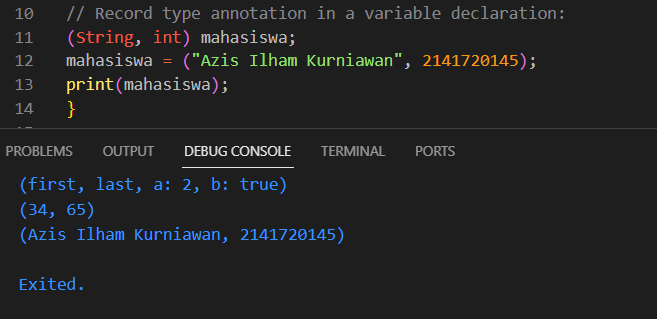 10 // Record type annotation in a variable declaration:
11 (String, int) mahasiswa;
12 mahasiswa = ("Azis Ilham Kurniawan", 2141720145);
13 print(mahasiswa);
14 }
PROBLEMS OUTPUT DEBUG CONSOLE TERMINAL PORTS
(first, last, a: 2, b: true)
(34, 65)
(Azis Ilham Kurniawan, 2141720145)
Exited.